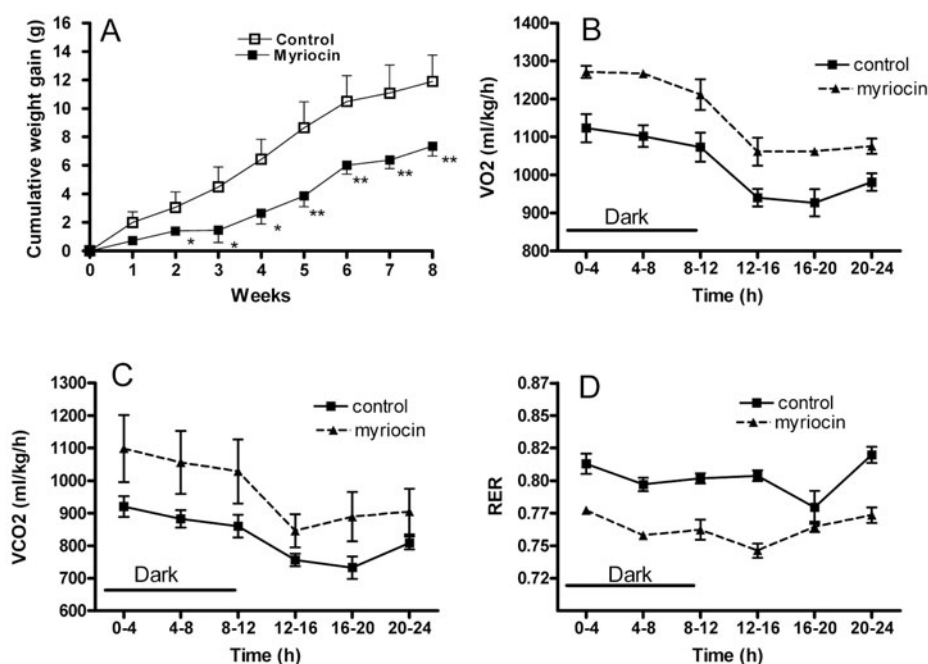 A
Control
Myriocin
Cumulative weight gain (g)
16
14
12
10
8
6
4
2
0
* * * ** ** ** **
0 1 2 3 4 5 6 7 8
Weeks
B
control
myriocin
VO2 (ml/kg/h)
1400
1300
1200
1100
1000
900
800
Dark
0-4 4-8 8-12 12-16 16-20 20-24
Time (h)
C
control
myriocin
VCO2 (ml/kg/h)
1300
1200
1100
1000
900
800
700
600
Dark
0-4 4-8 8-12 12-16 16-20 20-24
Time (h)
D
control
myriocin
RER
0.87
0.85
0.82
0.80
0.77
0.75
0.72
Dark
0-4 4-8 8-12 12-16 16-20 20-24
Time (h)